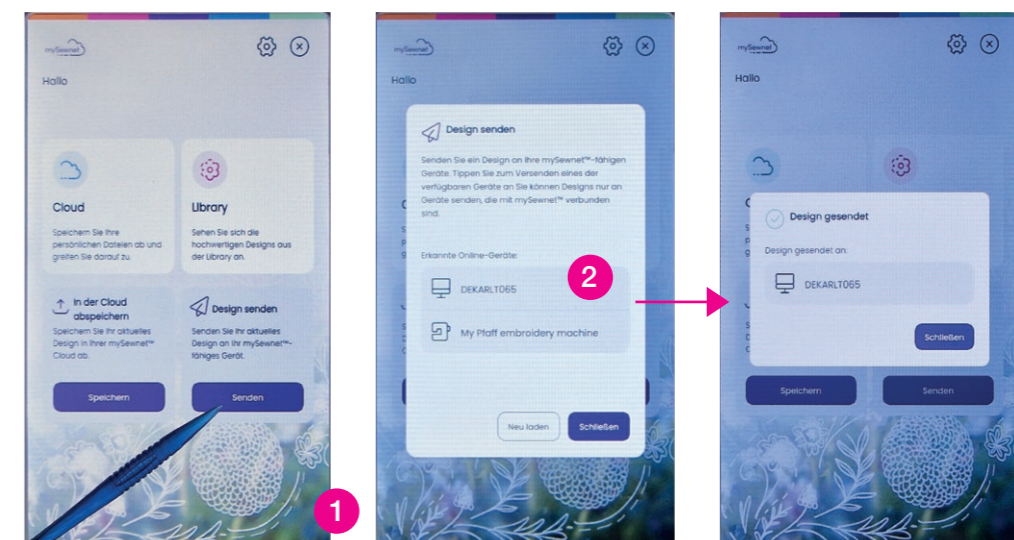 mySewnet
Hallo
Cloud
Speichern Sie Ihre
persönlichen Dateien ab und
greifen Sie darauf zu.
Library
Sehen Sie sich die
hochwertigen Designs aus
der Library an.
In der Cloud
abspeichern
Speichern Sie Ihr aktuelles
Design in Ihrer mySewnet™
Cloud ab.
Speichern
Design senden
Senden Sie Ihr aktuelles
Design an Ihr mySewnet™-
fähiges Gerät.
Senden
1
mySewnet
Hallo
Design senden
Senden Sie ein Design an Ihre mySewnet™-fähigen
Geräte. Tippen Sie zum Versenden eines der
verfügbaren Geräte an Sie können Designs nur an
Geräte senden, die mit mySewnet™ verbunden
sind.
Erkannte Online-Geräte:
DEKARLT065
My Pfaff embroidery machine
Neu laden
Schließen
2
mySewnet
Hallo
Design gesendet
Design gesendet an:
DEKARLT065
Schließen
Speichern
Senden